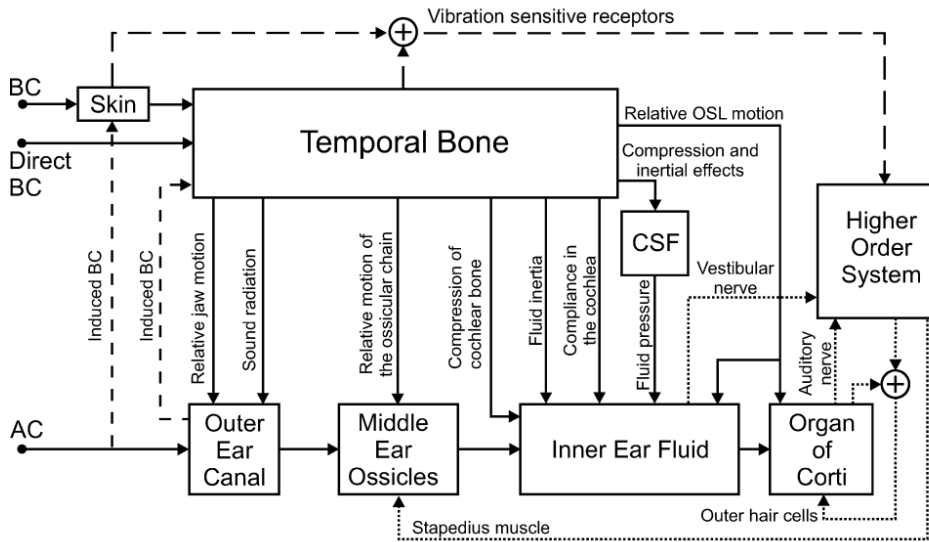 Vibration sensitive receptors
BC
Skin
Temporal Bone
Relative OSL motion
Direct
BC
Compression and
inertial effects
CSF
Higher
Order
System
Induced BC
Induced BC
Relative jaw motion
Sound radiation
Relative motion of
the ossicular chain
Compression of
cochlear bone
Fluid inertia
Compliance in
the cochlea
Fluid pressure
Vestibular
nerve
Auditory
nerve
AC
Outer
Ear
Canal
Middle
Ear
Ossicles
Inner Ear Fluid
Organ
of
Corti
Outer hair cells
Stapedius muscle